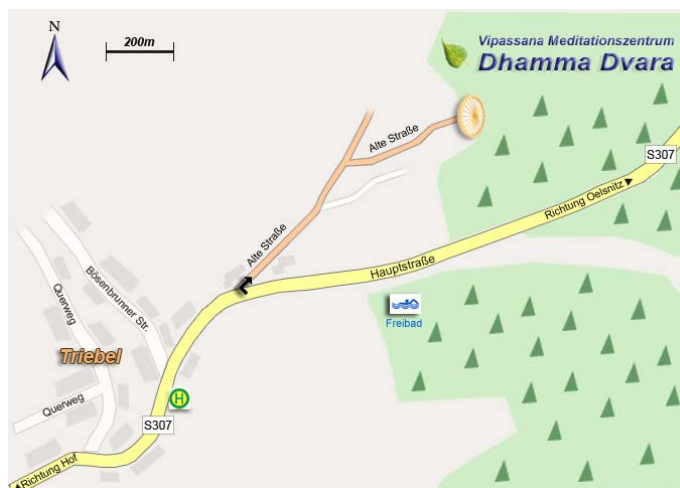 N
200m
Vipassana Meditationszentrum
Dhamma Dvara
Alte Straße
S307
Richtung Oelsnitz
Alte Straße
Hauptstraße
Bösenbrunner Str.
Querweg
Freibad
Triebel
Querweg
H
S307
Richtung Hof